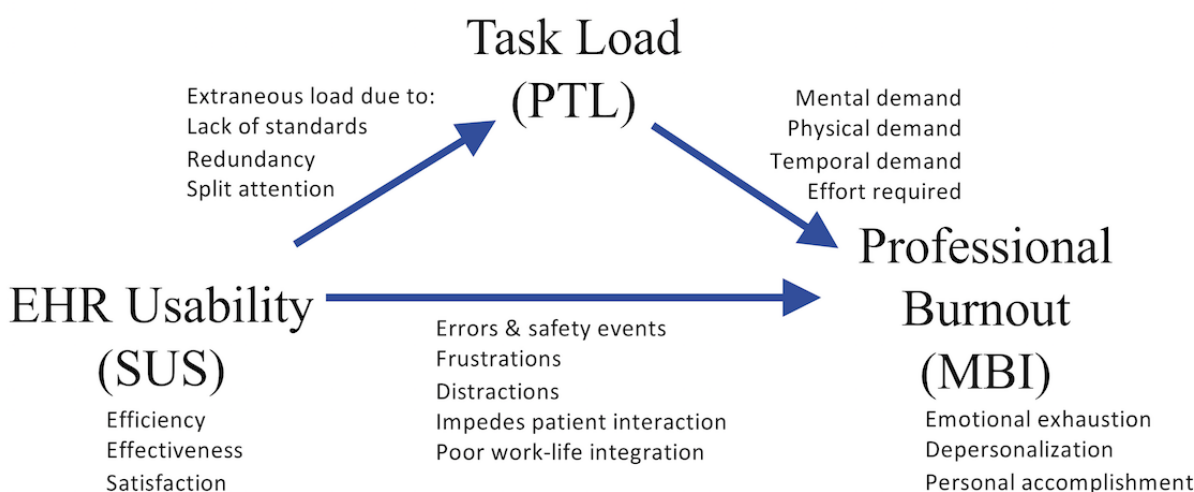 Task Load
(PTL)
Extraneous load due to:
Lack of standards
Redundancy
Split attention
Mental demand
Physical demand
Temporal demand
Effort required
EHR Usability
(SUS)
Efficiency
Effectiveness
Satisfaction
Errors & safety events
Frustrations
Distractions
Impedes patient interaction
Poor work-life integration
Professional
Burnout
(MBI)
Emotional exhaustion
Depersonalization
Personal accomplishment